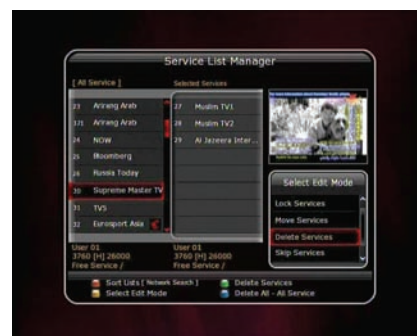 Service List Manager
[ All Service ]
Selected Services
23 Arirang Arab
371 Arirang Arab
24 NOW
25 Bloomberg
26 Russia Today
30 Supreme Master TV
31 TV5
32 Eurosport Asia
27 Muslim TV1
28 Muslim TV2
29 Al Jazeera Inter...
Select Edit Mode
Lock Services
Move Services
Delete Services
Skip Services
User 01
3760 [H] 26000
Free Service /
User 01
3760 [H] 26000
Free Service /
Sort Lists [ Network Search ]
Delete Services
Select Edit Mode
Delete All - All Service